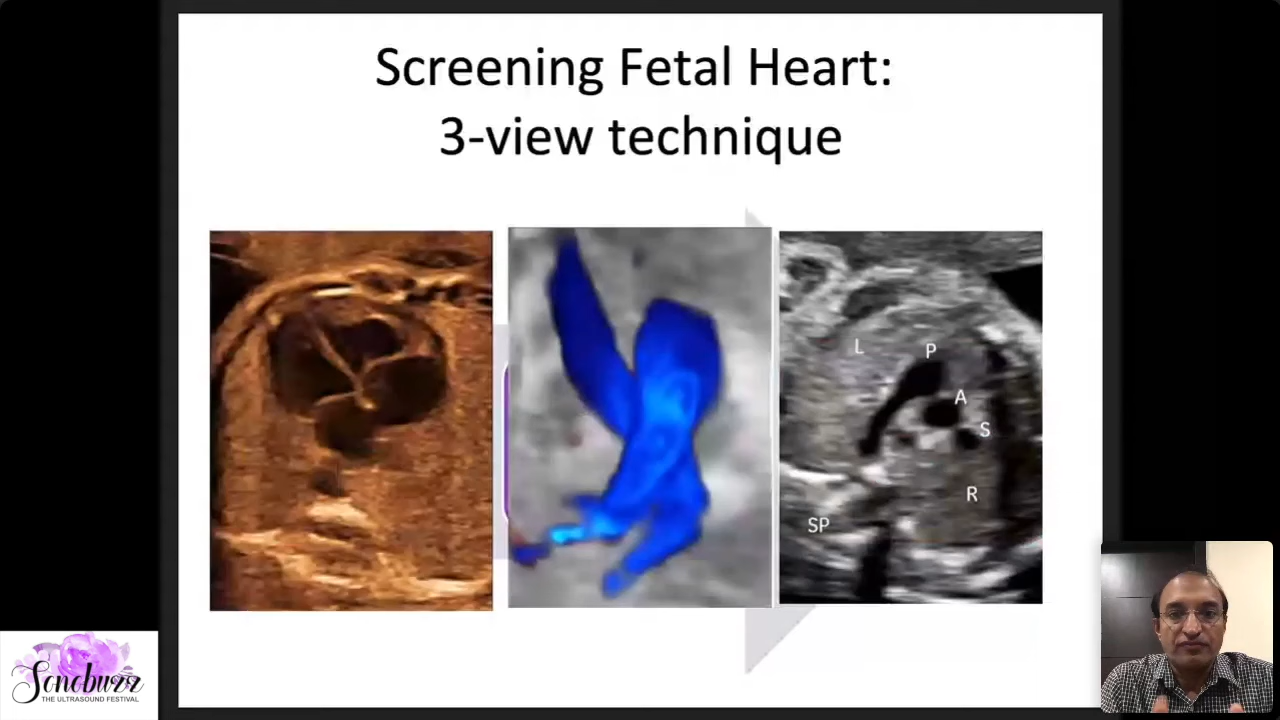 Screening Fetal Heart:
3-view technique
L
P
A
S
R
SP
Sonobuzz
THE ULTRASOUND FESTIVAL